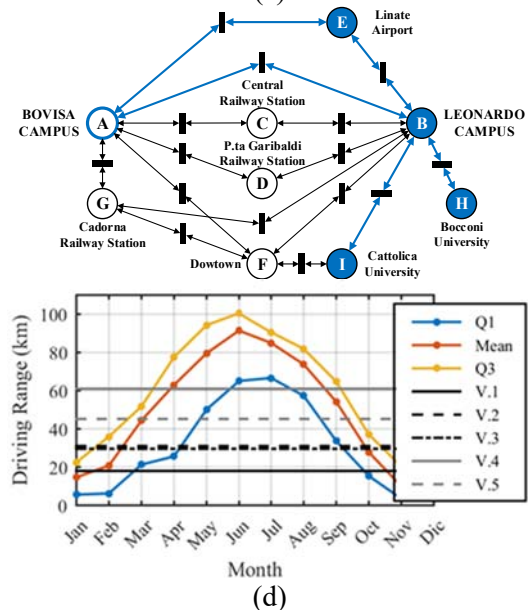 E
Linate
Airport
Central
Railway Station
BOVISA
CAMPUS
A
C
B
LEONARDO
CAMPUS
P.ta Garibaldi
Railway Station
D
G
H
Cadorna
Railway Station
Bocconi
University
Dowtown
F
I
Cattolica
University
Driving Range (km)
100
80
60
40
20
0
Jan
Feb
Mar
Apr
May
Jun
Jul
Aug
Sep
Oct
Nov
Dic
Month
Q1
Mean
Q3
V.1
V.2
V.3
V.4
V.5
(d)